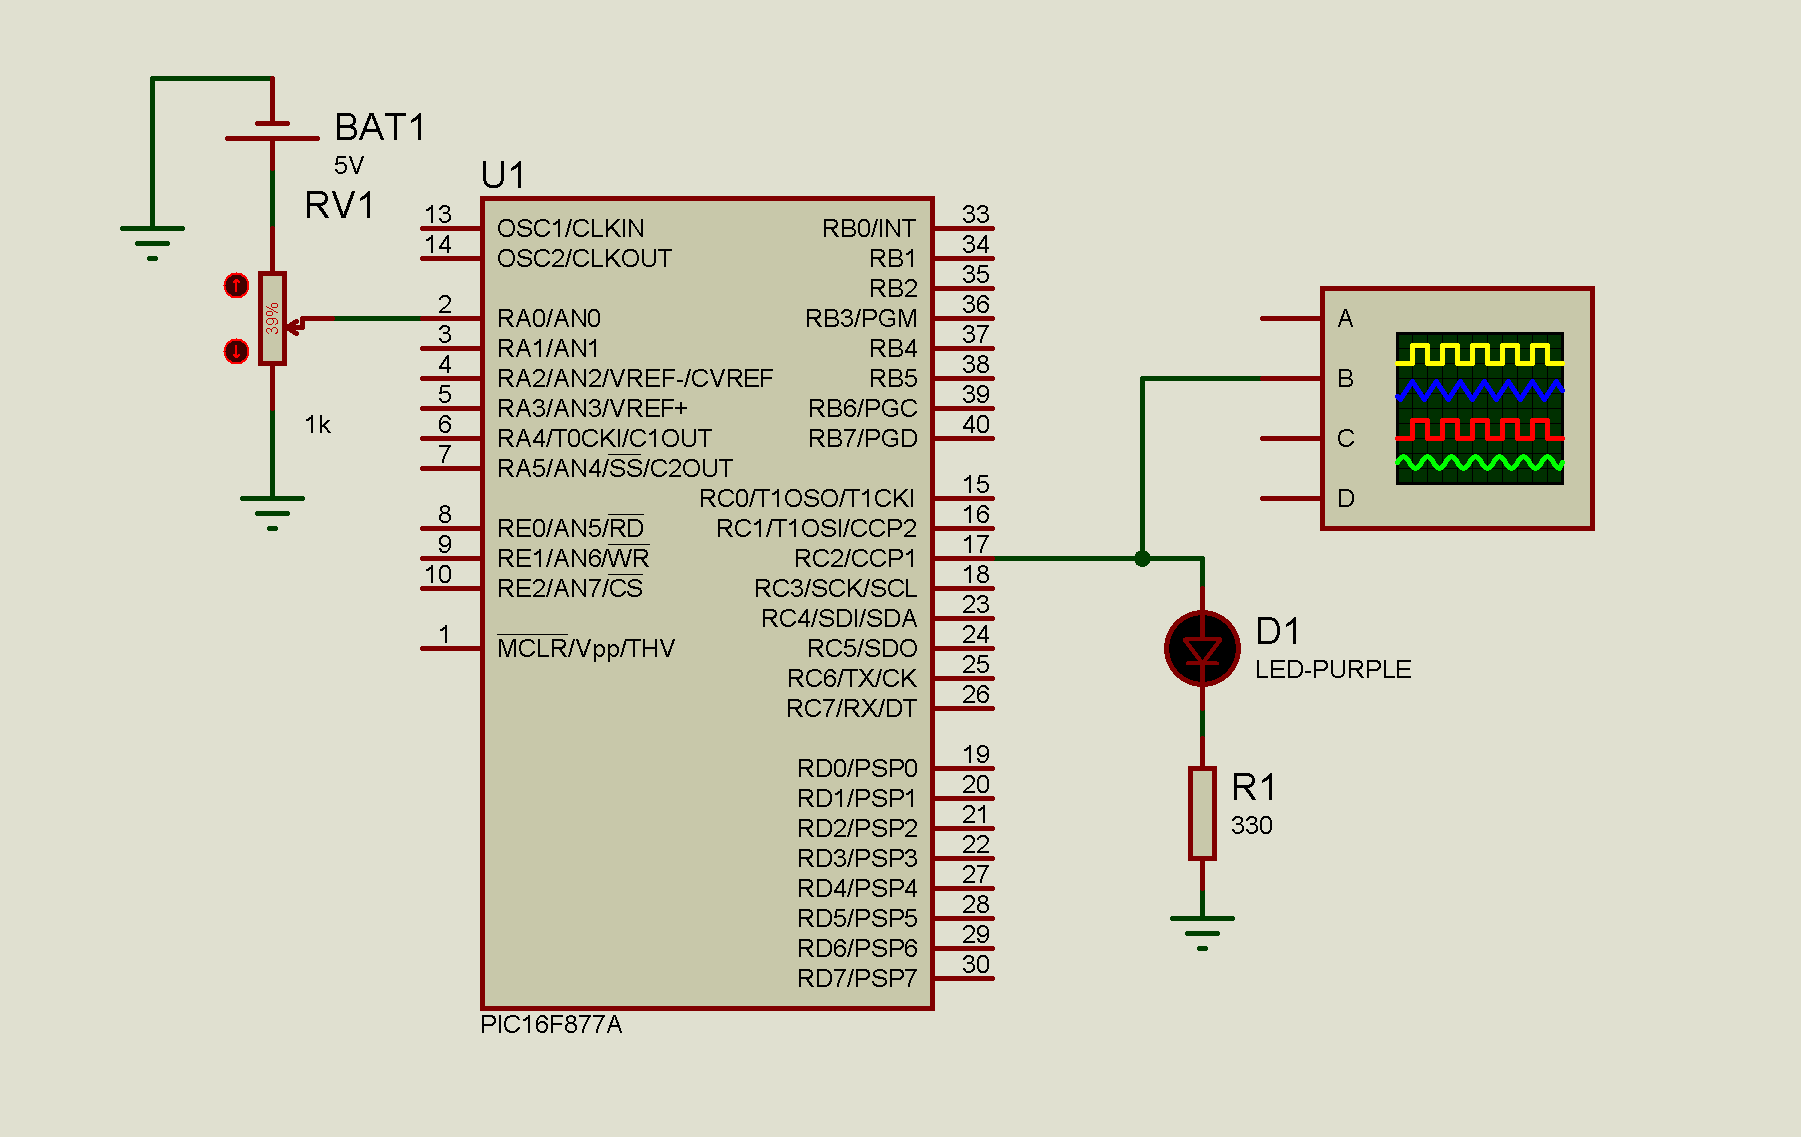 BAT1
5V
RV1
39%
1k
U1
13 OSC1/CLKIN
14 OSC2/CLKOUT
2 RA0/AN0
3 RA1/AN1
4 RA2/AN2/VREF-/CVREF
5 RA3/AN3/VREF+
6 RA4/T0CKI/C1OUT
7 RA5/AN4/SS/C2OUT
8 RE0/AN5/RD
9 RE1/AN6/WR
10 RE2/AN7/CS
1 MCLR/Vpp/THV
RB0/INT 33
RB1 34
RB2 35
RB3/PGM 36
RB4 37
RB5 38
RB6/PGC 39
RB7/PGD 40
RC0/T1OSO/T1CKI 15
RC1/T1OSI/CCP2 16
RC2/CCP1 17
RC3/SCK/SCL 18
RC4/SDI/SDA 23
RC5/SDO 24
RC6/TX/CK 25
RC7/RX/DT 26
RD0/PSP0 19
RD1/PSP1 20
RD2/PSP2 21
RD3/PSP3 22
RD4/PSP4 27
RD5/PSP5 28
RD6/PSP6 29
RD7/PSP7 30
PIC16F877A
A
B
C
D
D1
LED-PURPLE
R1
330